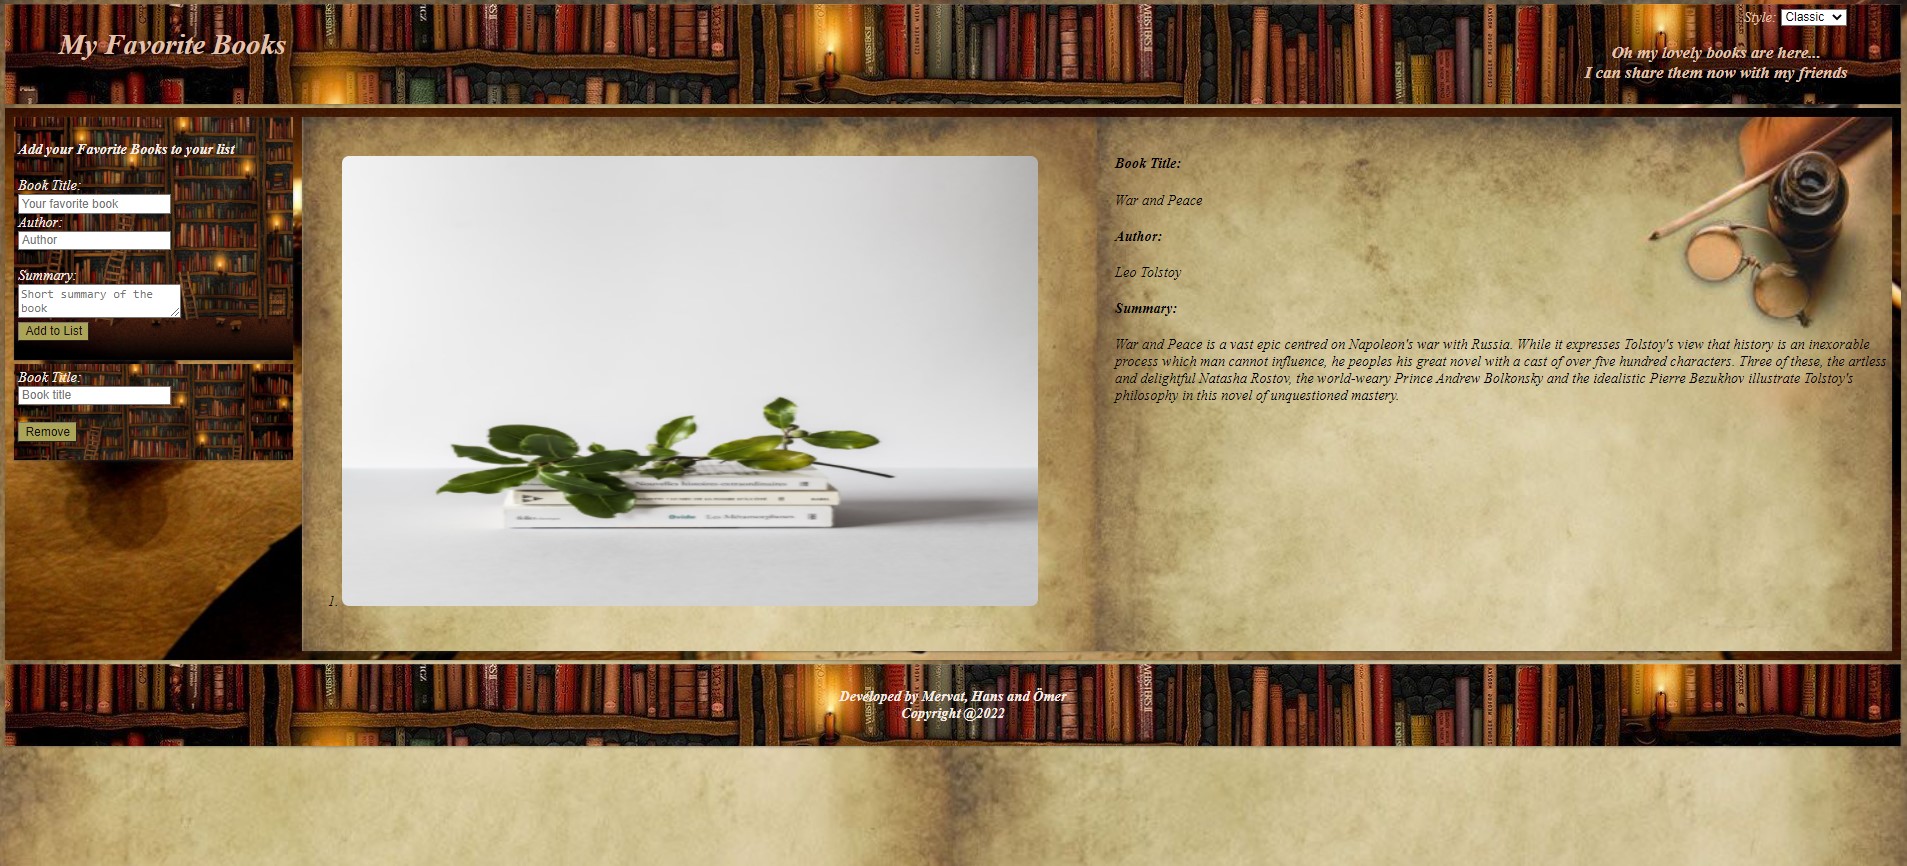 My Favorite Books
Style: Classic
Oh my lovely books are here...
I can share them now with my friends
Add your Favorite Books to your list
Book Title:
Your favorite book
Author:
Author
Summary:
Short summary of the
book
Add to List
Book Title:
Book title
Remove
1.
Book Title:
War and Peace
Author:
Leo Tolstoy
Summary:
War and Peace is a vast epic centred on Napoleon's war with Russia. While it expresses Tolstoy's view that history is an inexorable
process which man cannot influence, he peoples his great novel with a cast of over five hundred characters. Three of these, the artless
and delightful Natasha Rostov, the world-weary Prince Andrew Bolkonsky and the idealistic Pierre Bezukhov illustrate Tolstoy's
philosophy in this novel of unquestioned mastery.
Developed by Mervat, Hans and Ömer
Copyright @2022